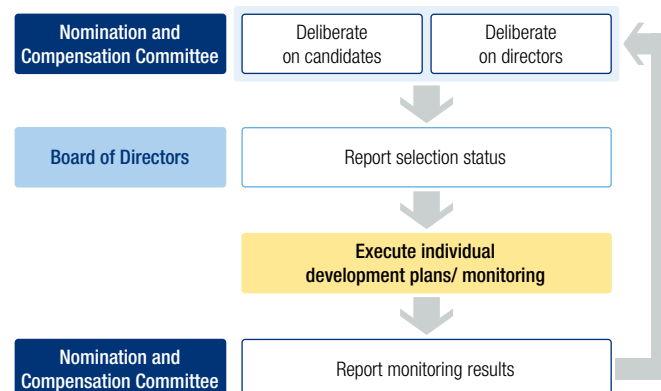 Nomination and
Compensation Committee
Deliberate
on candidates
Deliberate
on directors
Board of Directors
Report selection status
Execute individual
development plans/ monitoring
Nomination and
Compensation Committee
Report monitoring results